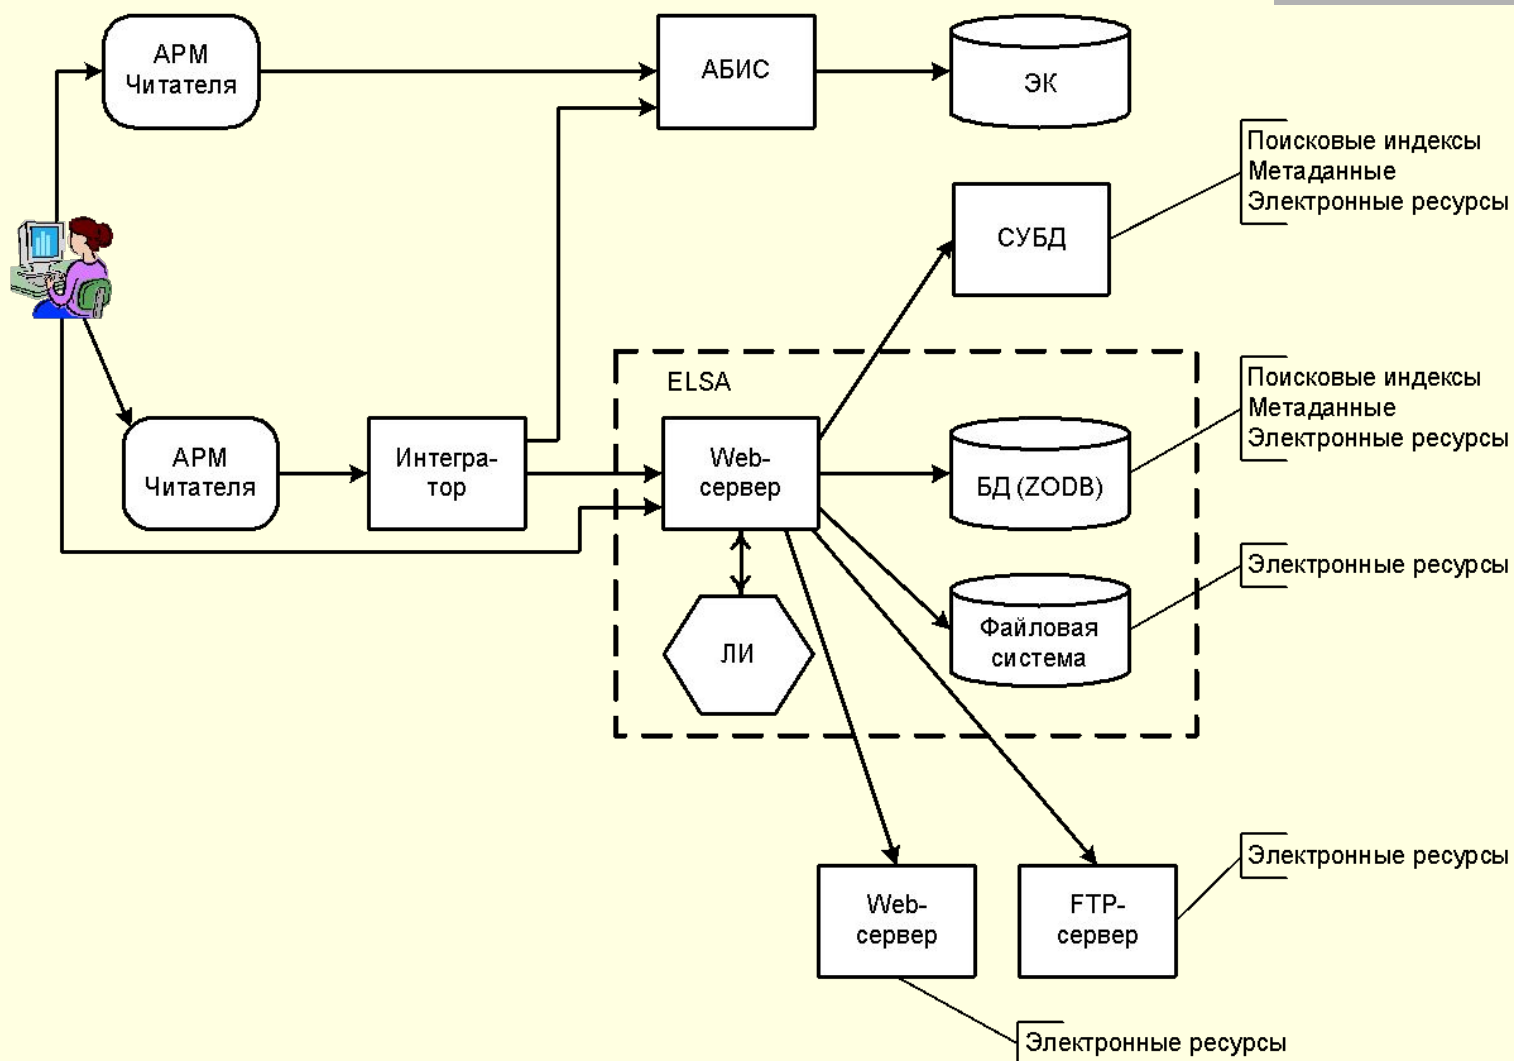 АРМ
Читателя
АБИС
ЭК
Поисковые индексы
Метаданные
Электронные ресурсы
СУБД
ELSA
Поисковые индексы
Метаданные
Электронные ресурсы
АРМ
Читателя
Интегра-
тор
Web-
сервер
БД (ZODB)
Электронные ресурсы
ЛИ
Файловая
система
Электронные ресурсы
Web-
сервер
FTP-
сервер
Электронные ресурсы